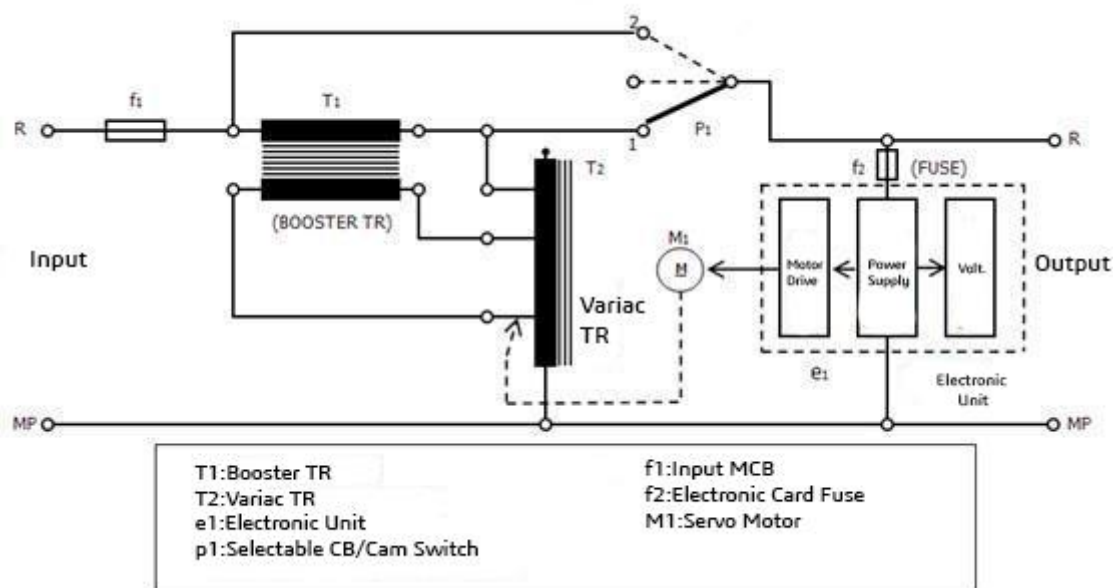 2
f1
T1
R
1
P1
R
T2
f2
(FUSE)
(BOOSTER TR)
M1
Input
M
Motor
Drive
Power
Supply
Volt.
Output
Variac
TR
e1
Electronic
Unit
MP
MP
T1:Booster TR
T2:Variac TR
e1:Electronic Unit
p1:Selectable CB/Cam Switch
f1:Input MCB
f2:Electronic Card Fuse
M1:Servo Motor